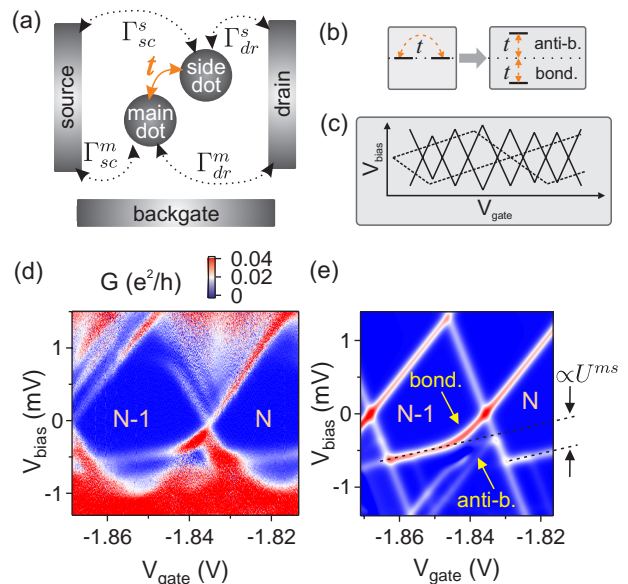 (a)
Γ^s_sc
Γ^s_dr
t
side dot
main dot
source
drain
Γ^m_sc
Γ^m_dr
backgate
(b)
t
t anti-b.
t bond.
(c)
V_bias
V_gate
(d)
G (e²/h)
0.04
0.02
0
V_bias (mV)
1
0
-1
N-1
N
-1.86
-1.84
-1.82
V_gate (V)
(e)
1
0
-1
bond.
N-1
N
anti-b.
∝U^ms
-1.86
-1.84
-1.82
V_gate (V)
V_bias (mV)